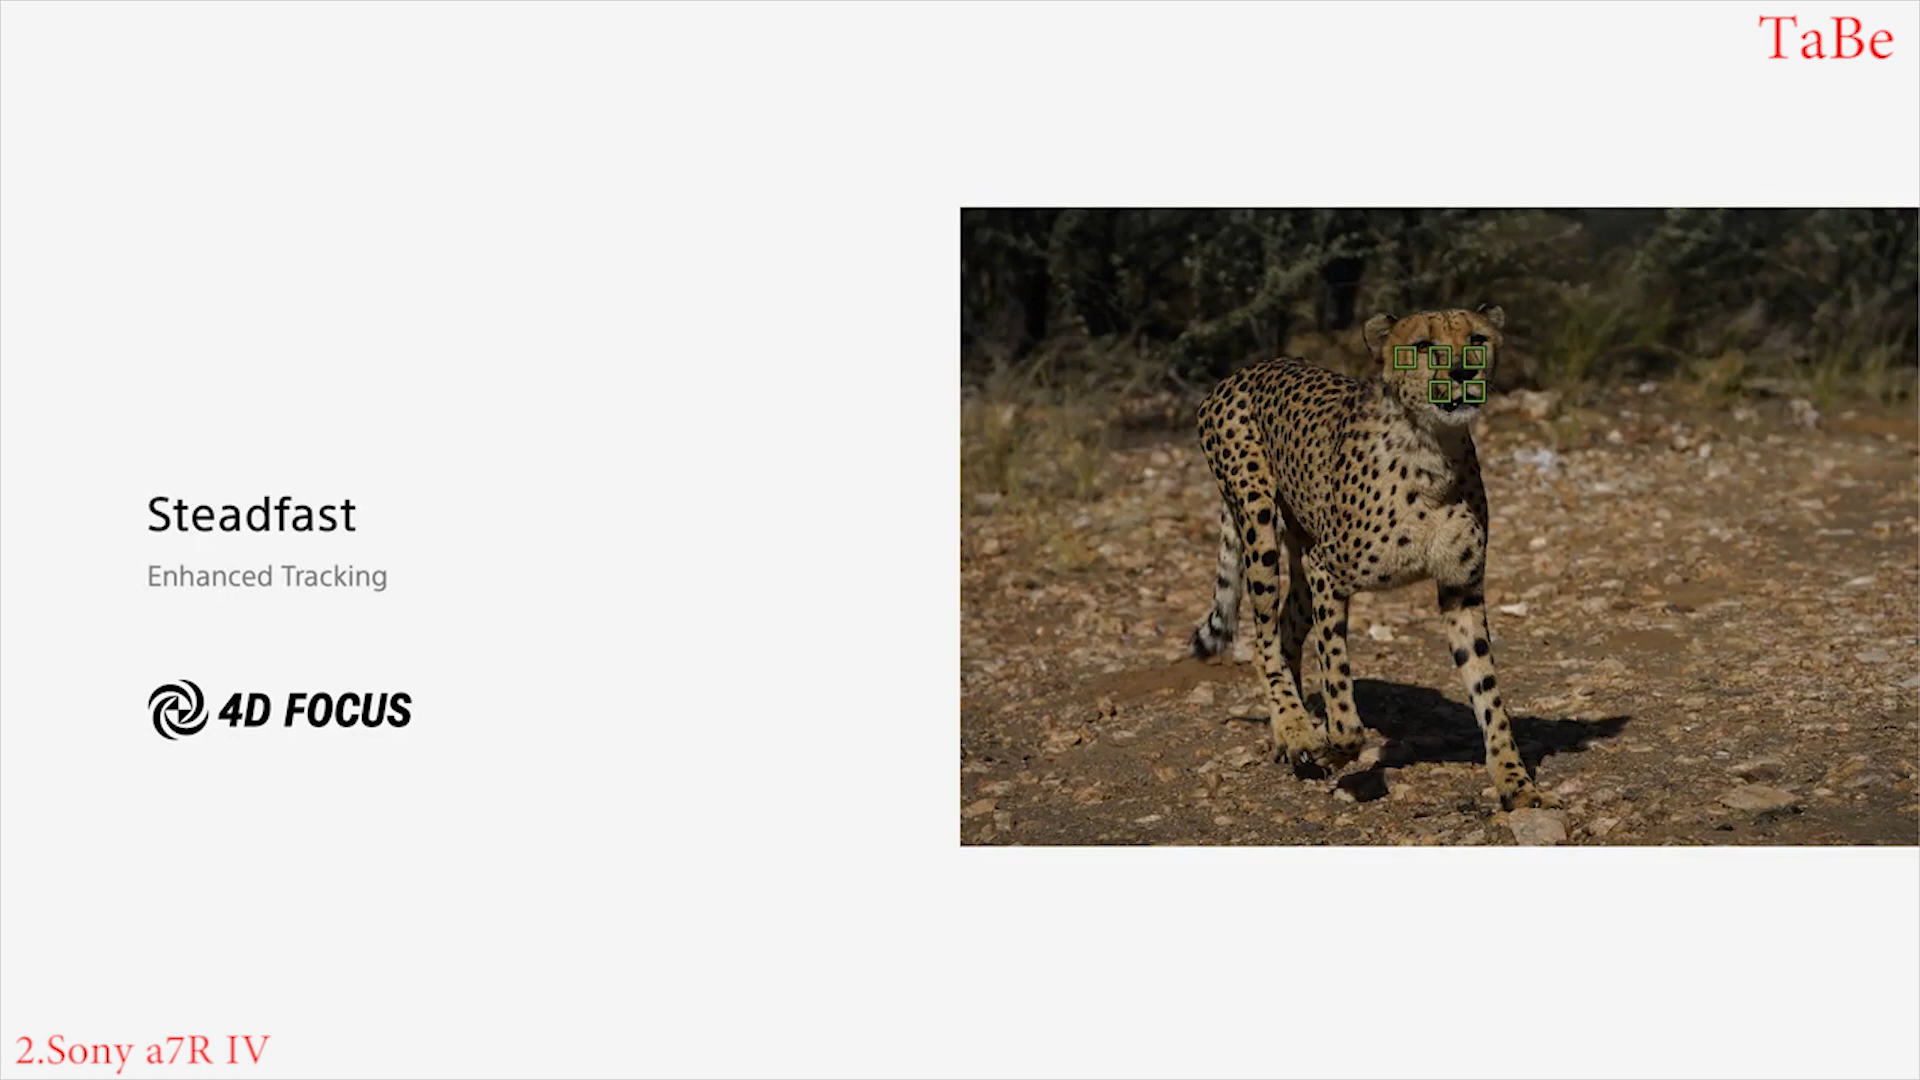 TaBe
Steadfast
Enhanced Tracking
4D FOCUS
2.Sony a7R IV